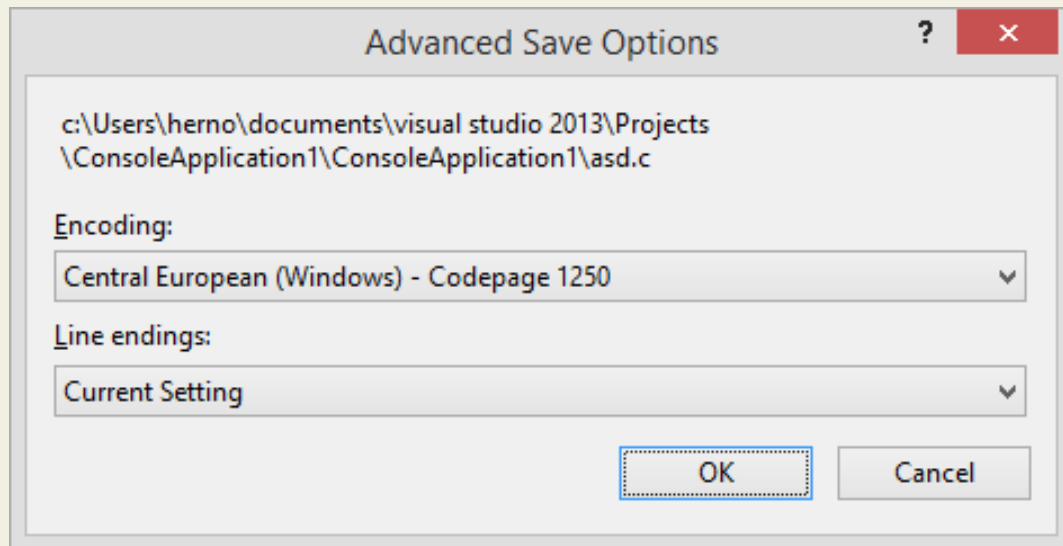 Advanced Save Options
?
×
c:\Users\herno\documents\visual studio 2013\Projects
\ConsoleApplication1\ConsoleApplication1\asd.c
Encoding:
Central European (Windows) - Codepage 1250
Line endings:
Current Setting
OK
Cancel